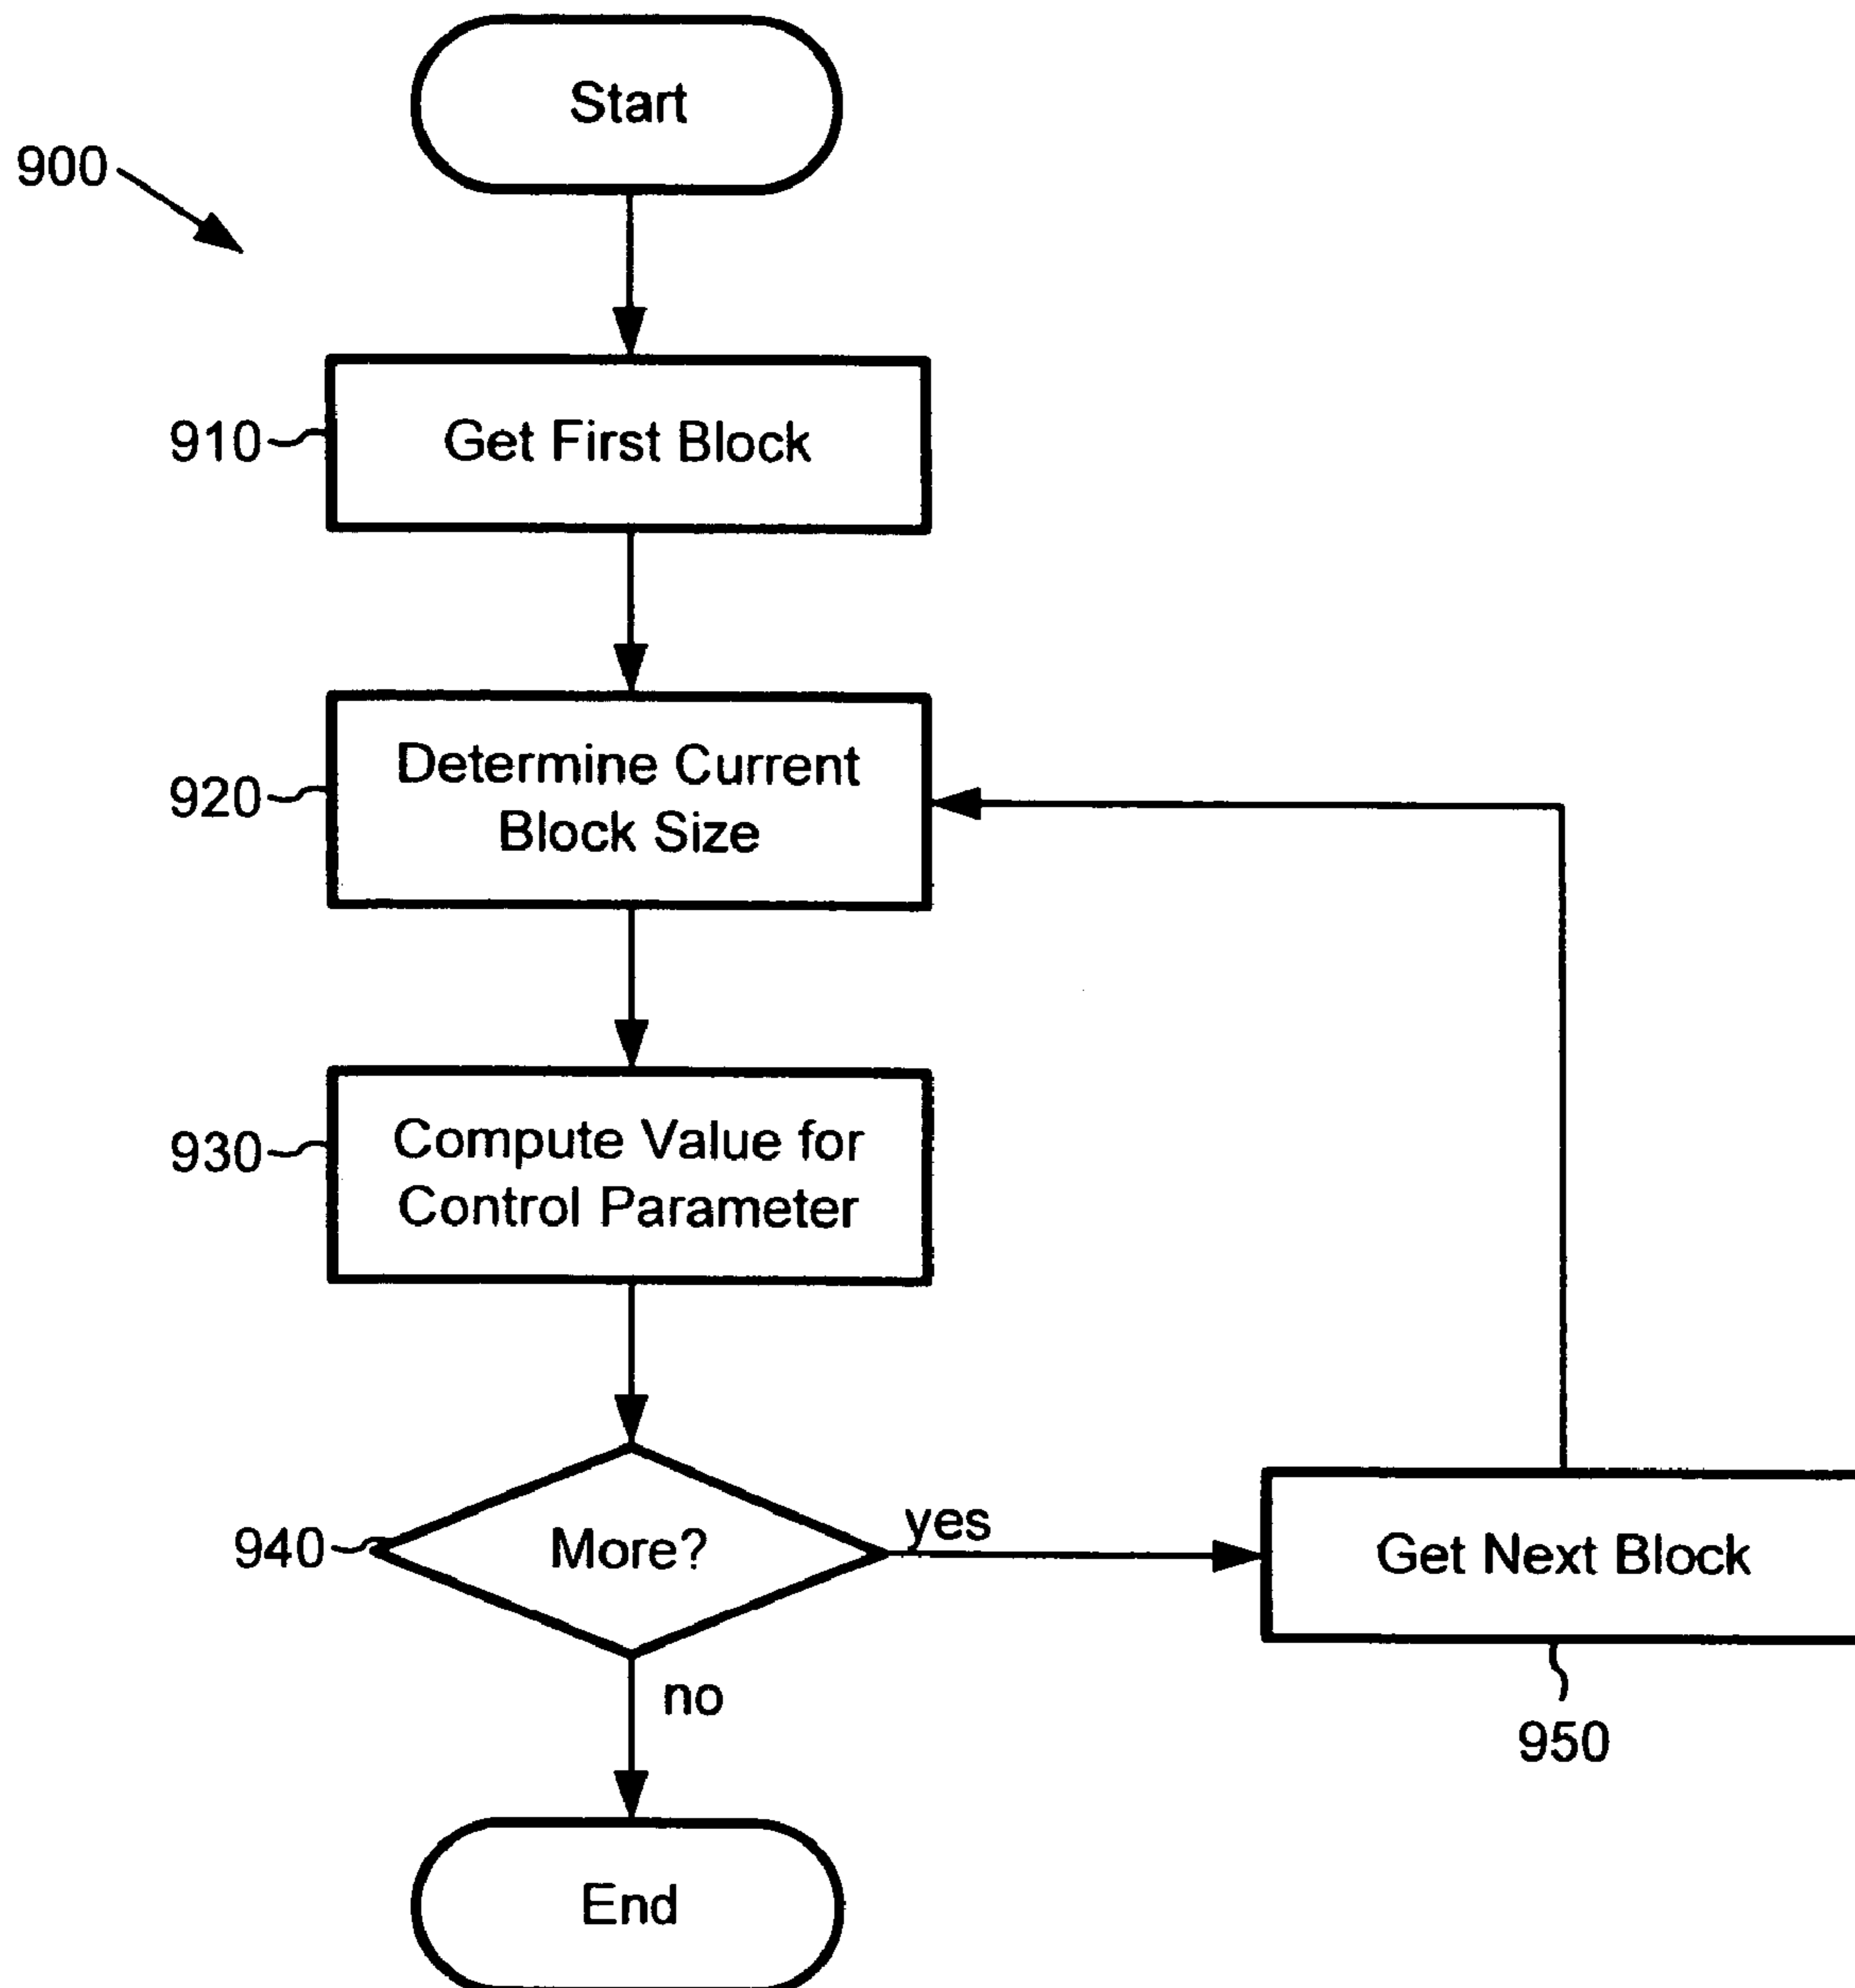 Start
900
910
Get First Block
920
Determine Current
Block Size
930
Compute Value for
Control Parameter
940
More?
yes
Get Next Block
no
950
End